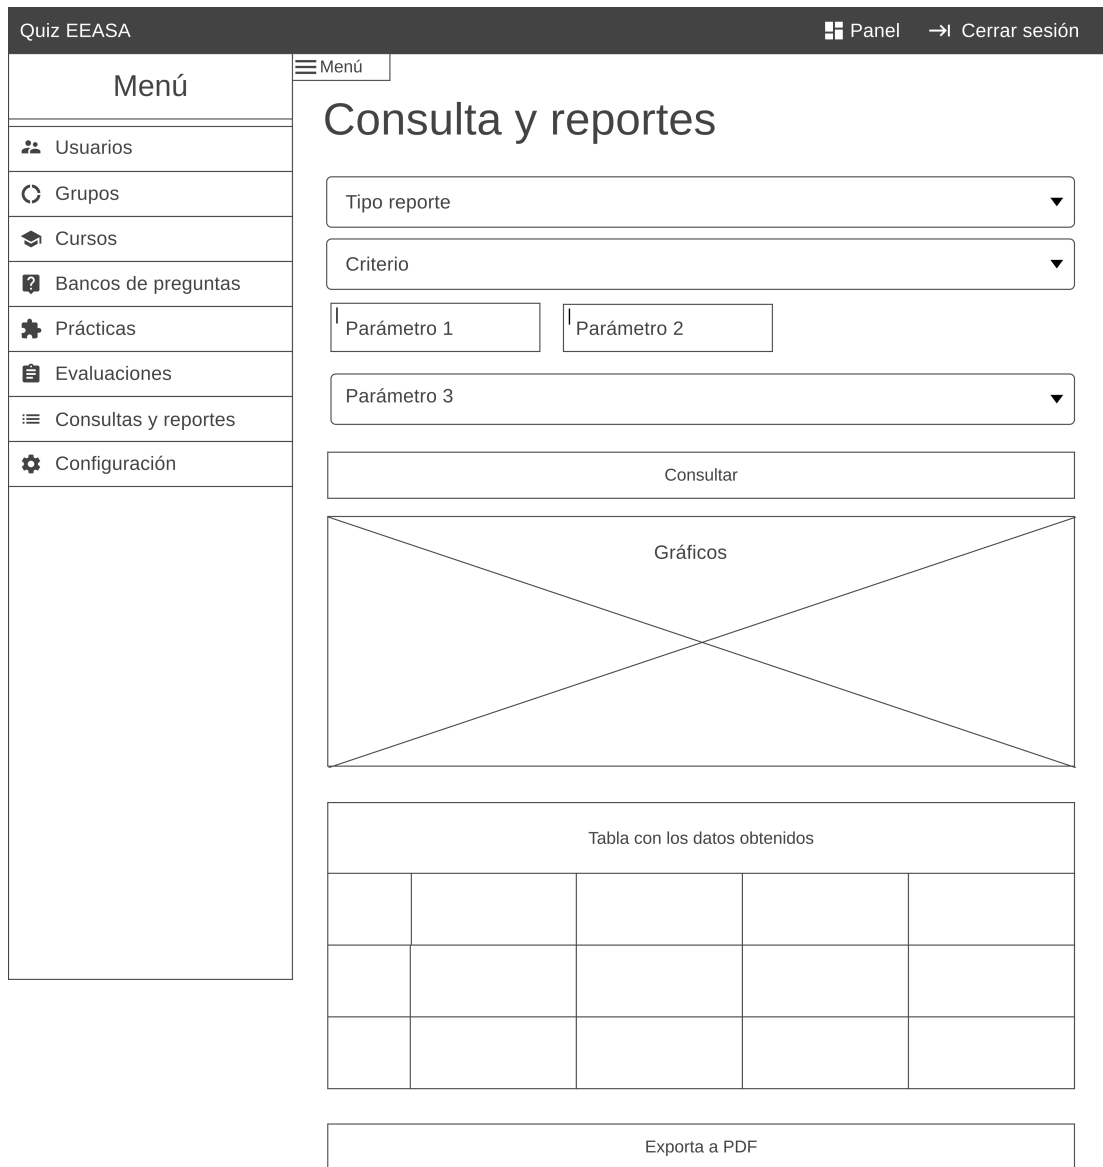 Quiz EEASA
Panel
Cerrar sesión
Menú
Usuarios
Grupos
Cursos
Bancos de preguntas
Prácticas
Evaluaciones
Consultas y reportes
Configuración
Menú
Consulta y reportes
Tipo reporte
Criterio
Parámetro 1
Parámetro 2
Parámetro 3
Consultar
Gráficos
Tabla con los datos obtenidos
Exporta a PDF